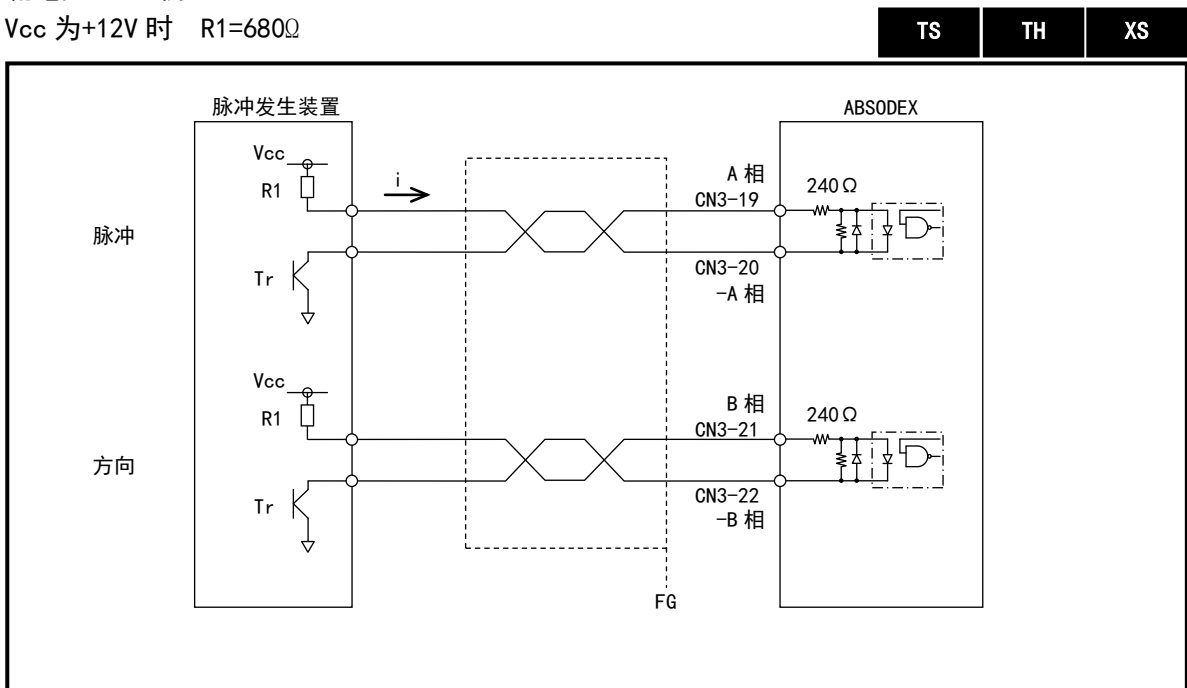 Vcc 为+12V 时 R1=680Ω
TS TH XS
脉冲发生装置
ABSODEX
Vcc
R1
i
A 相
CN3-19
240Ω
脉冲
Tr
CN3-20
-A 相
Vcc
R1
B 相
CN3-21
240Ω
方向
Tr
CN3-22
-B 相
FG